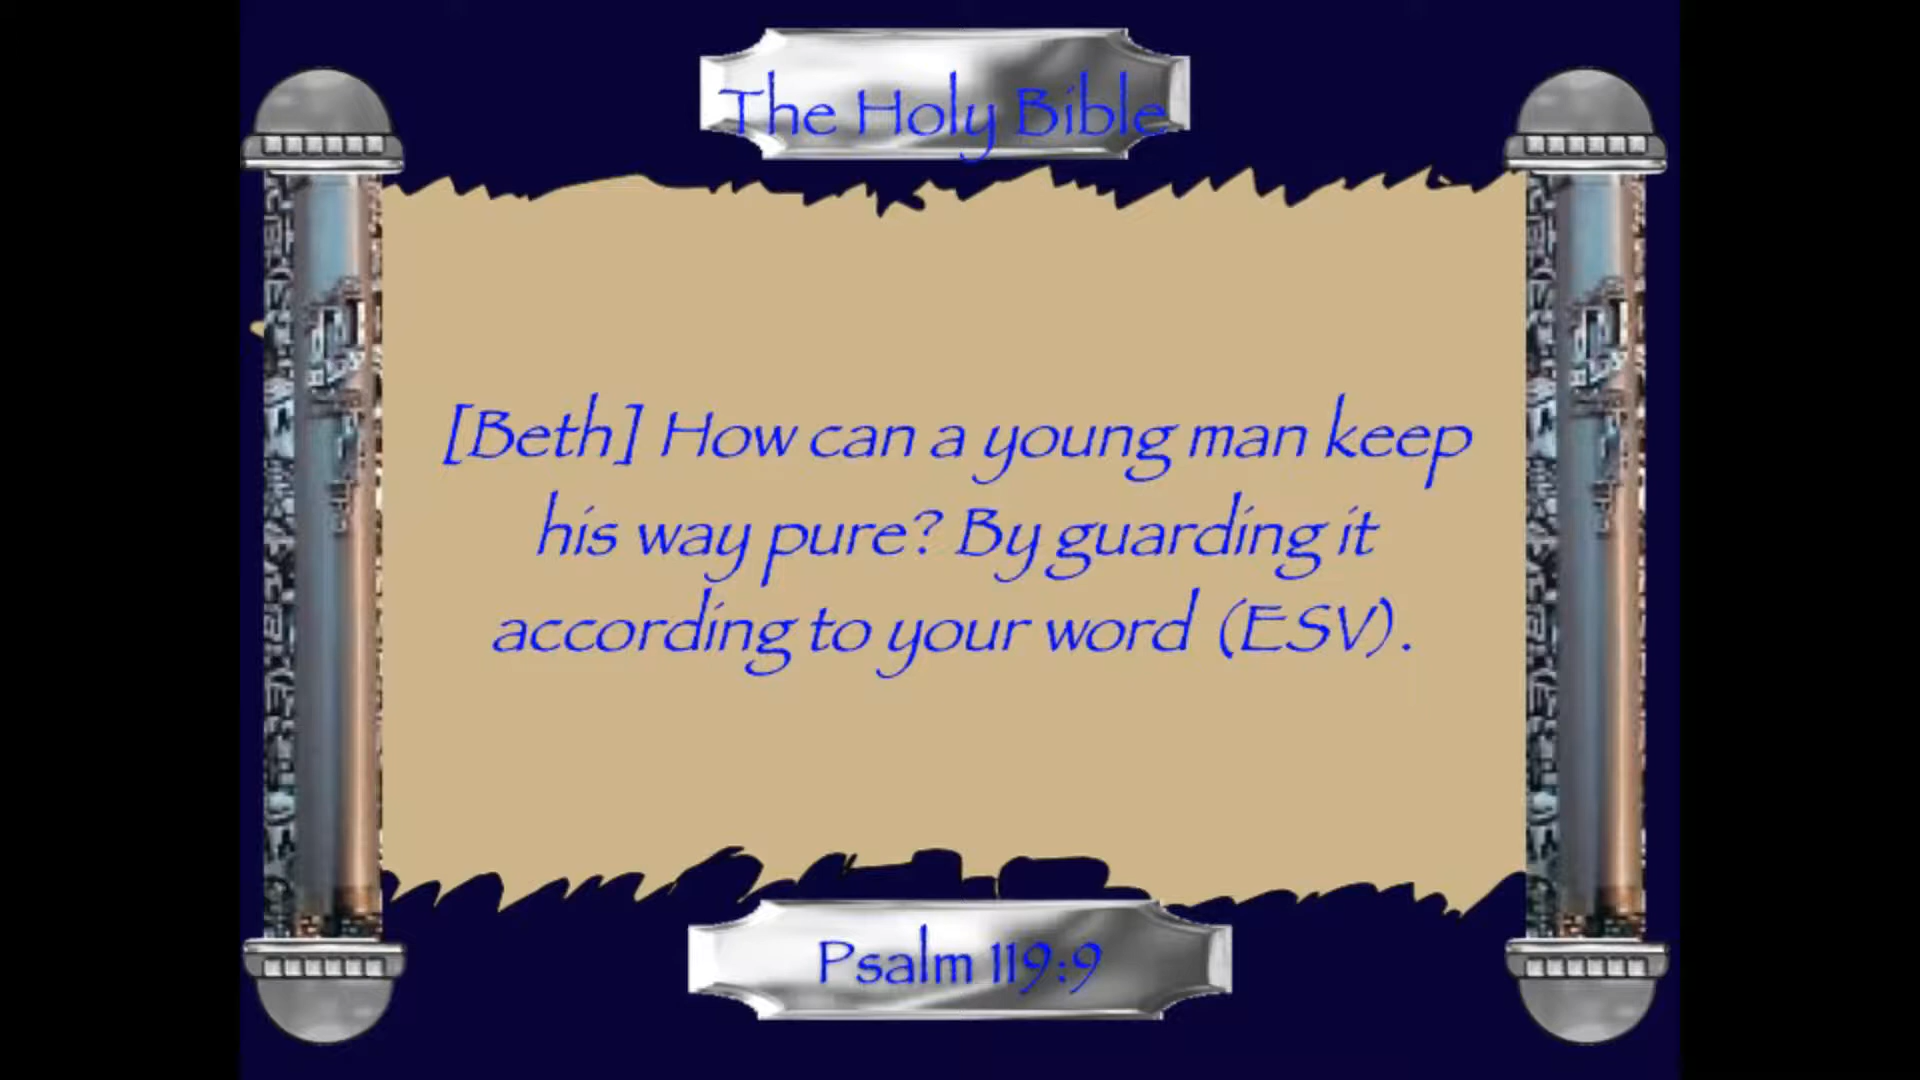 The Holy Bible
[Beth] How can a young man keep
his way pure? By guarding it
according to your word (ESV).
Psalm 119:9